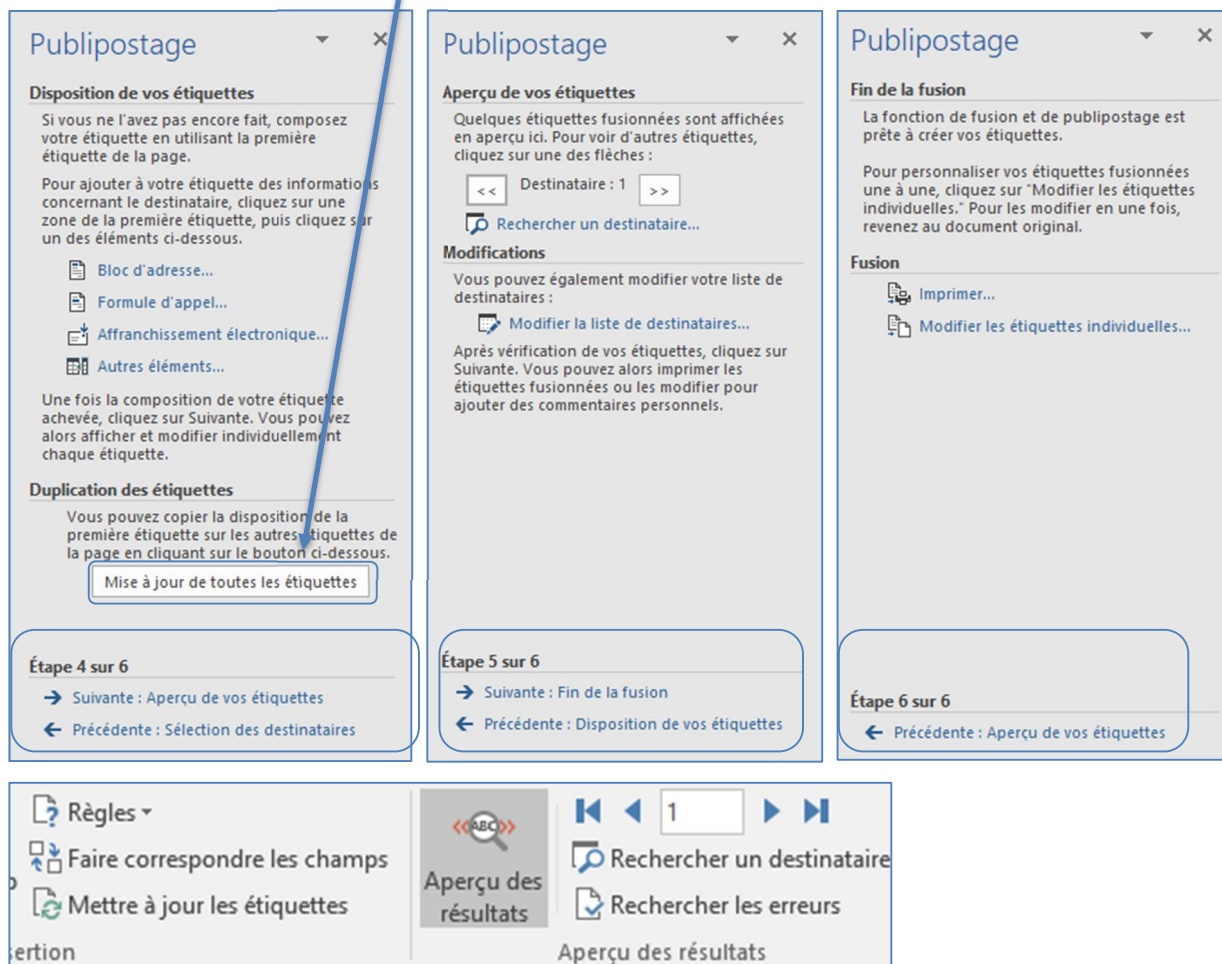 Publipostage
Disposition de vos étiquettes
Si vous ne l'avez pas encore fait, composez
votre étiquette en utilisant la première
étiquette de la page.
Pour ajouter à votre étiquette des informations
concernant le destinataire, cliquez sur une
zone de la première étiquette, puis cliquez sur
un des éléments ci-dessous.
Bloc d'adresse...
Formule d'appel...
Affranchissement électronique...
Autres éléments...
Une fois la composition de votre étiquette
achevée, cliquez sur Suivante. Vous pouvez
alors afficher et modifier individuellement
chaque étiquette.
Duplication des étiquettes
Vous pouvez copier la disposition de la
première étiquette sur les autres étiquettes de
la page en cliquant sur le bouton ci-dessous.
Mise à jour de toutes les étiquettes
Étape 4 sur 6
Suivante : Aperçu de vos étiquettes
Précédente : Sélection des destinataires
Publipostage
Aperçu de vos étiquettes
Quelques étiquettes fusionnées sont affichées
en aperçu ici. Pour voir d'autres étiquettes,
cliquez sur une des flèches :
<< Destinataire : 1 >>
Rechercher un destinataire...
Modifications
Vous pouvez également modifier votre liste de
destinataires :
Modifier la liste de destinataires...
Après vérification de vos étiquettes, cliquez sur
Suivante. Vous pouvez alors imprimer les
étiquettes fusionnées ou les modifier pour
ajouter des commentaires personnels.
Étape 5 sur 6
Suivante : Fin de la fusion
Précédente : Disposition de vos étiquettes
Publipostage
Fin de la fusion
La fonction de fusion et de publipostage est
prête à créer vos étiquettes.
Pour personnaliser vos étiquettes fusionnées
une à une, cliquez sur "Modifier les étiquettes
individuelles." Pour les modifier en une fois,
revenez au document original.
Fusion
Imprimer...
Modifier les étiquettes individuelles...
Étape 6 sur 6
Précédente : Aperçu de vos étiquettes
Règles
Faire correspondre les champs
Mettre à jour les étiquettes
sertion
«ABC»
Aperçu des
résultats
1
Rechercher un destinataire
Rechercher les erreurs
Aperçu des résultats